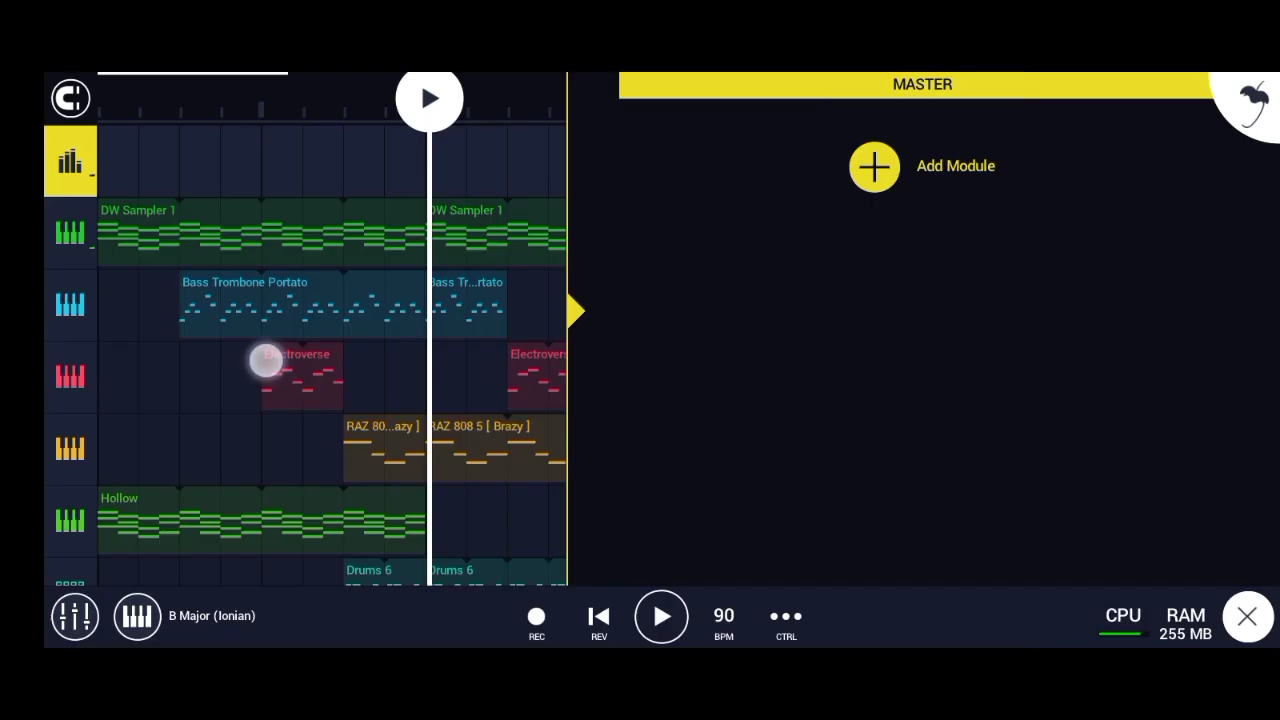 MASTER
Add Module
DW Sampler 1
DW Sampler 1
Bass Trombone Portato
Bass Tr...rtato
Electroverse
Electrovers
RAZ 80...azy ]
RAZ 808 5 [ Brazy ]
Hollow
Drums 6
Drums 6
B Major (Ionian)
REC
REV
90
BPM
CTRL
CPU
RAM
255 MB